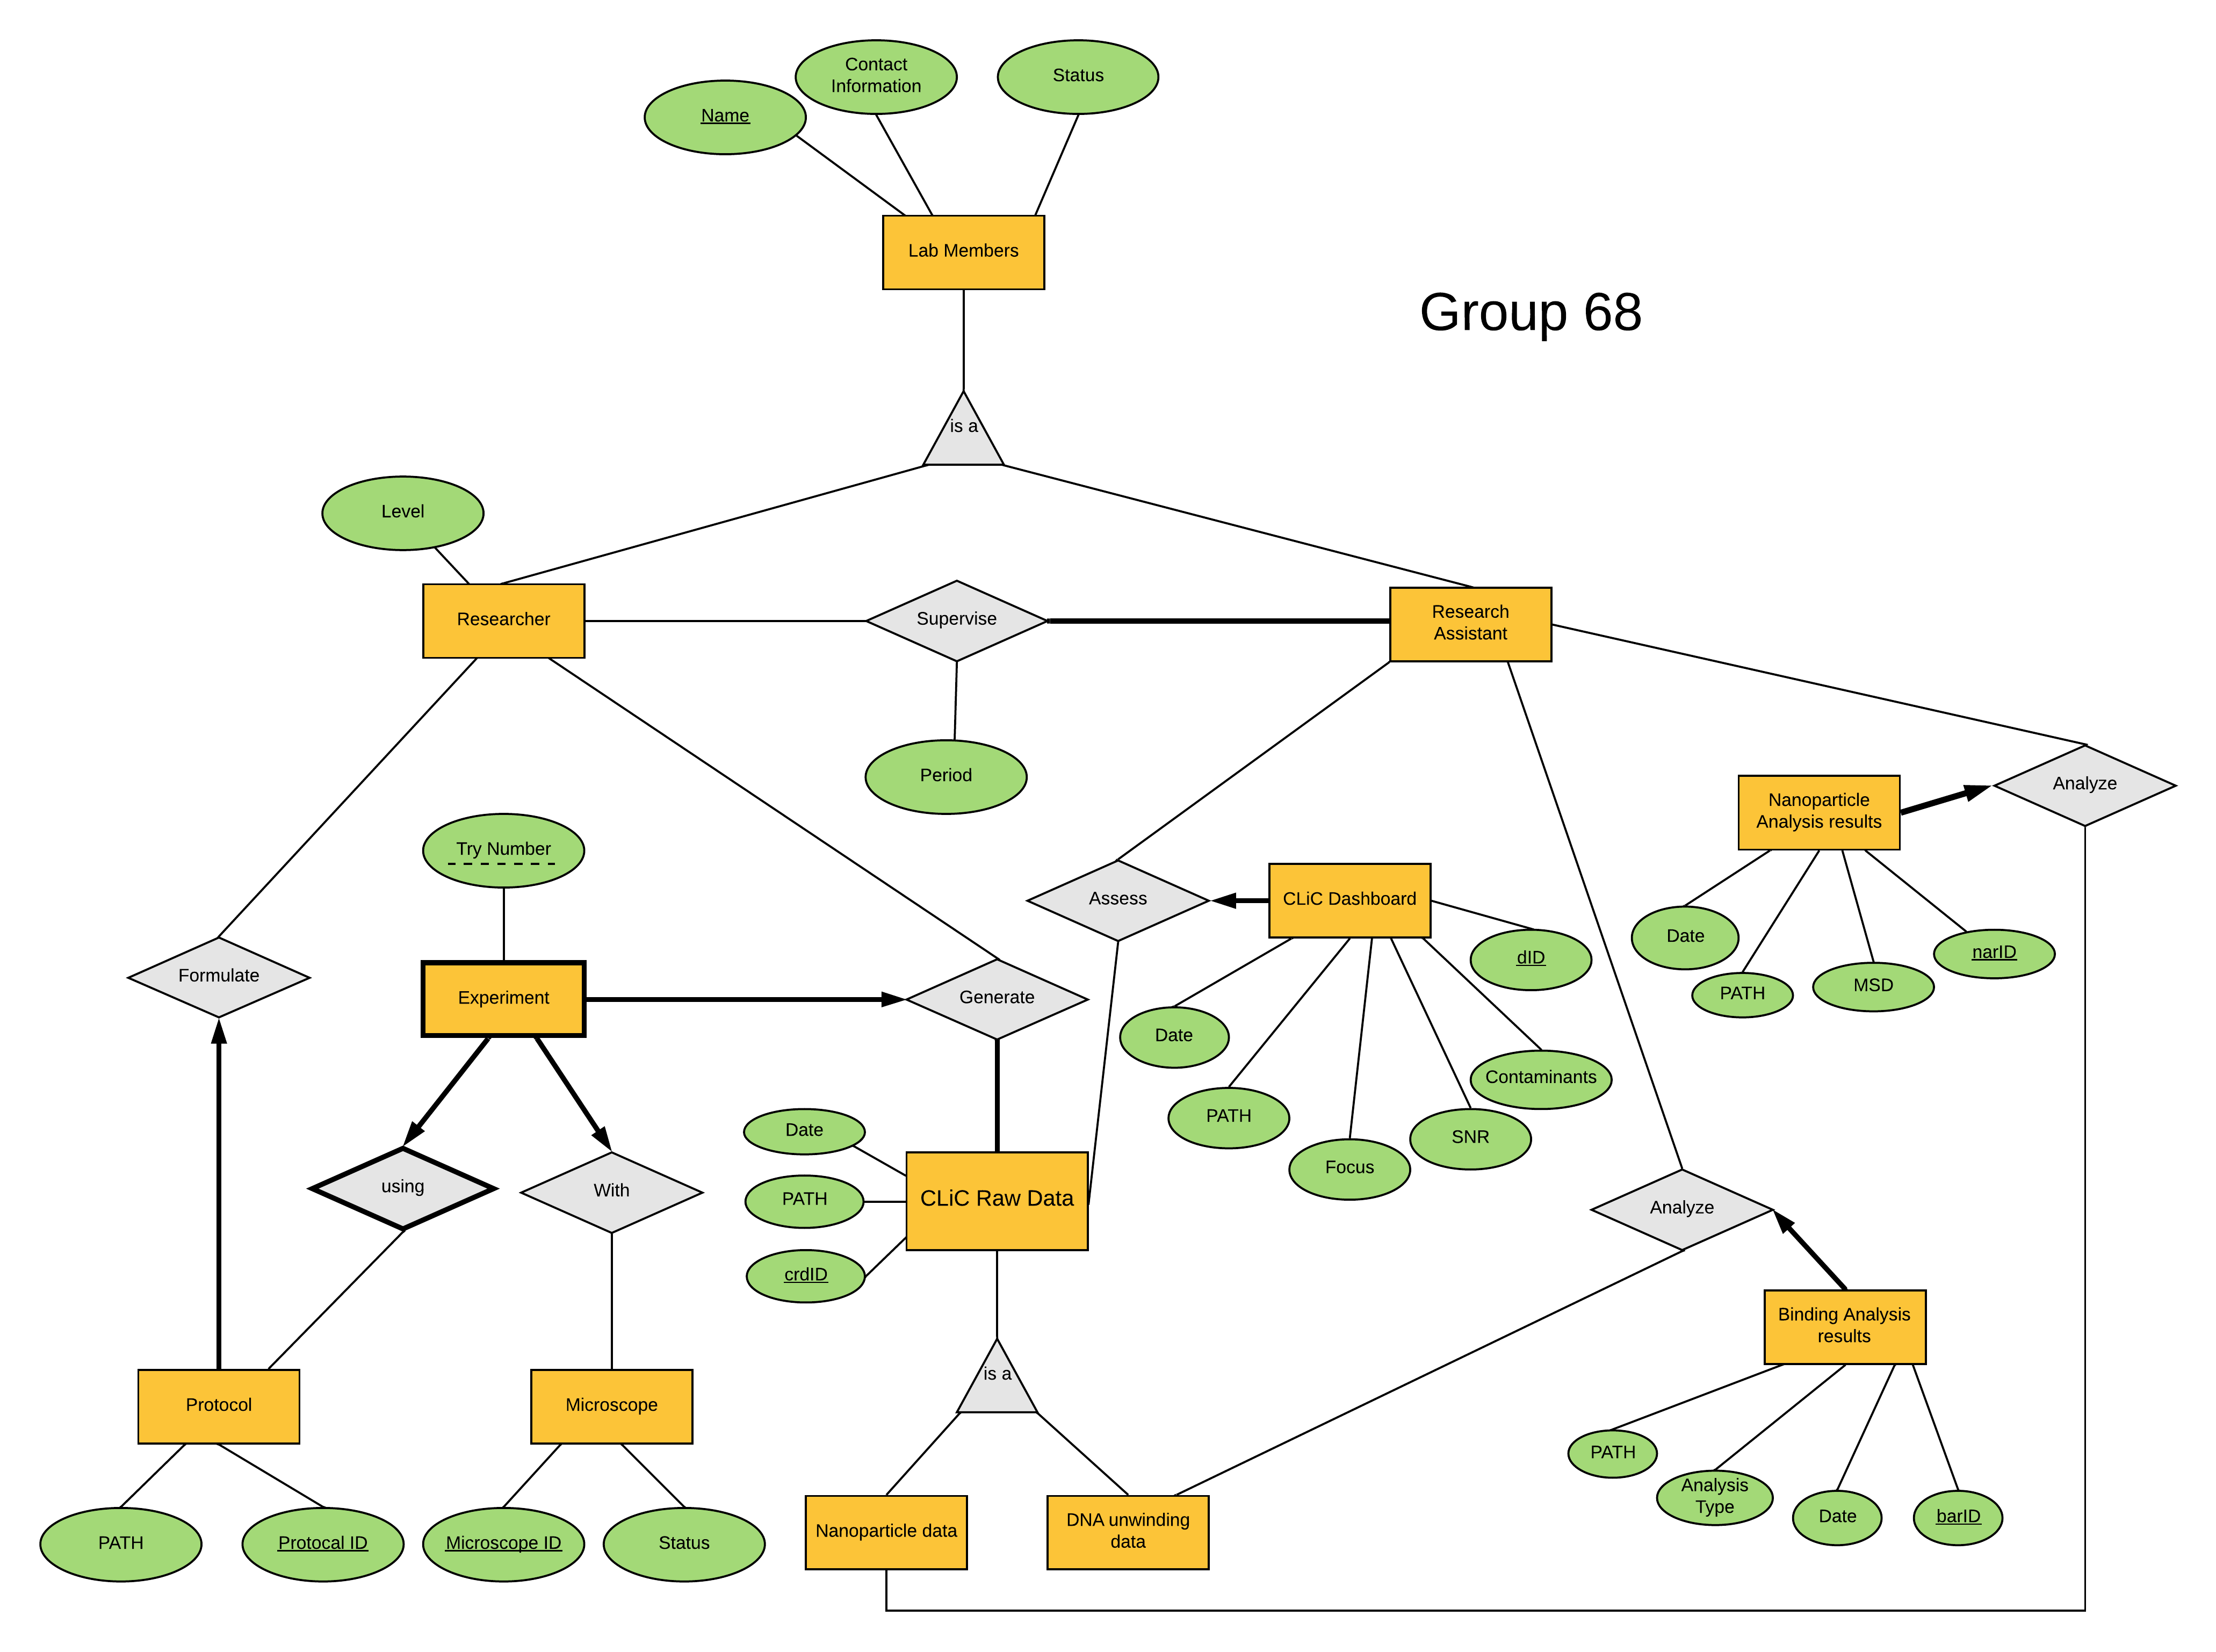 Contact
Information
Status
Name
Lab Members
Group 68
is a
Level
Researcher
Supervise
Research
Assistant
Period
Analyze
Nanoparticle
Analysis results
Try Number
Assess
CLiC Dashboard
Date
narID
PATH
MSD
dID
Formulate
Experiment
Generate
Date
Contaminants
PATH
SNR
Focus
Date
PATH
CLiC Raw Data
crdID
using
With
Analyze
Binding Analysis
results
is a
Protocol
Microscope
PATH
Analysis
Type
Date
barID
PATH
Protocal ID
Microscope ID
Status
Nanoparticle data
DNA unwinding
data